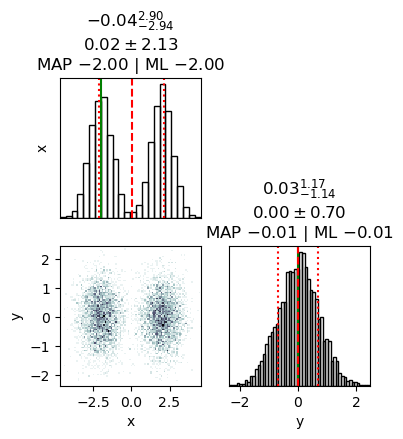 −0.04^{2.90}_{−2.94}
0.02 ± 2.13
MAP −2.00 | ML −2.00
x
0.03^{1.17}_{−1.14}
0.00 ± 0.70
MAP −0.01 | ML −0.01
y
2
1
0
−1
−2
−2.5 0.0 2.5
x
−2 0 2
y